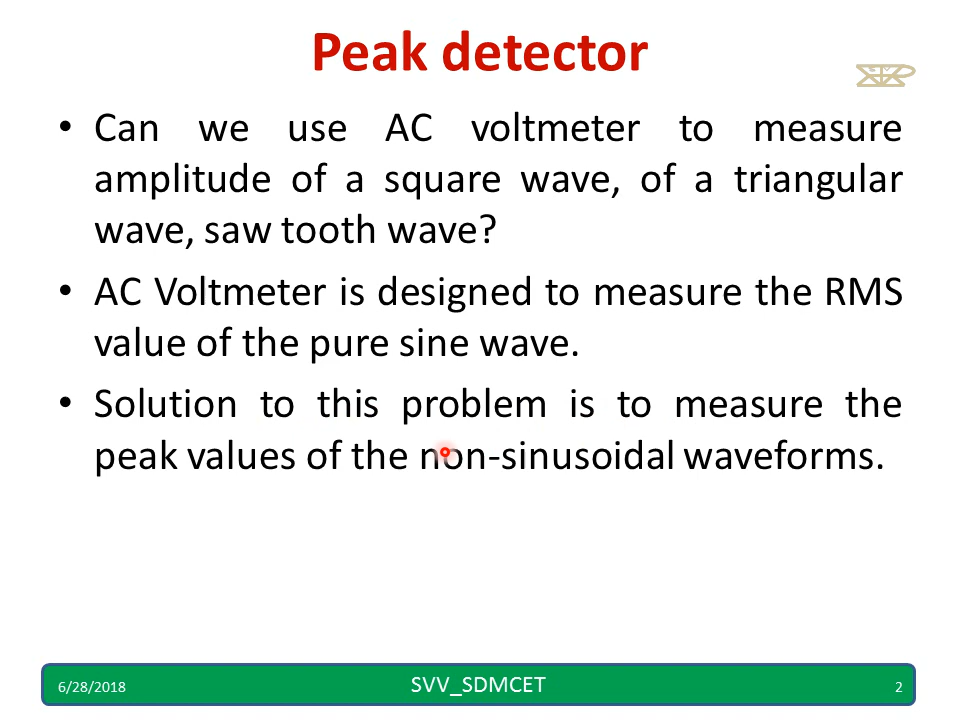 Peak detector
• Can we use AC voltmeter to measure
amplitude of a square wave, of a triangular
wave, saw tooth wave?
• AC Voltmeter is designed to measure the RMS
value of the pure sine wave.
• Solution to this problem is to measure the
peak values of the non-sinusoidal waveforms.
6/28/2018
SVV_SDMCET
2